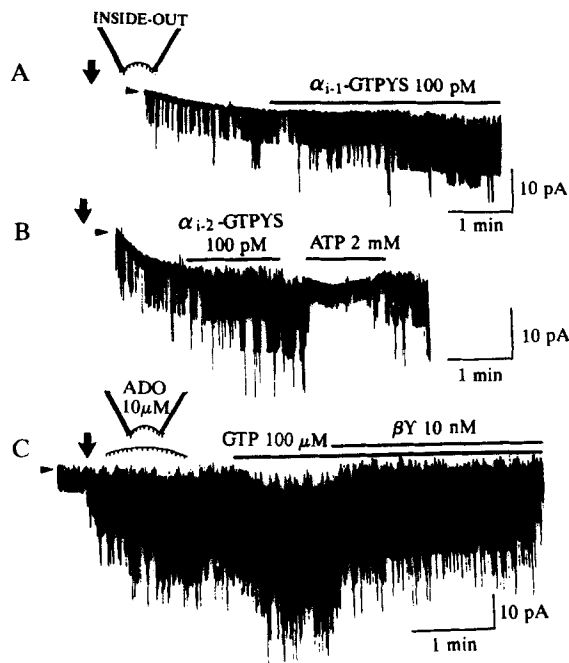 INSIDE-OUT
A
αi-1-GTPYS 100 pM
10 pA
1 min
B
αi-2-GTPYS
100 pM
ATP 2 mM
10 pA
1 min
ADO
10μM
C
GTP 100 μM
βY 10 nM
10 pA
1 min